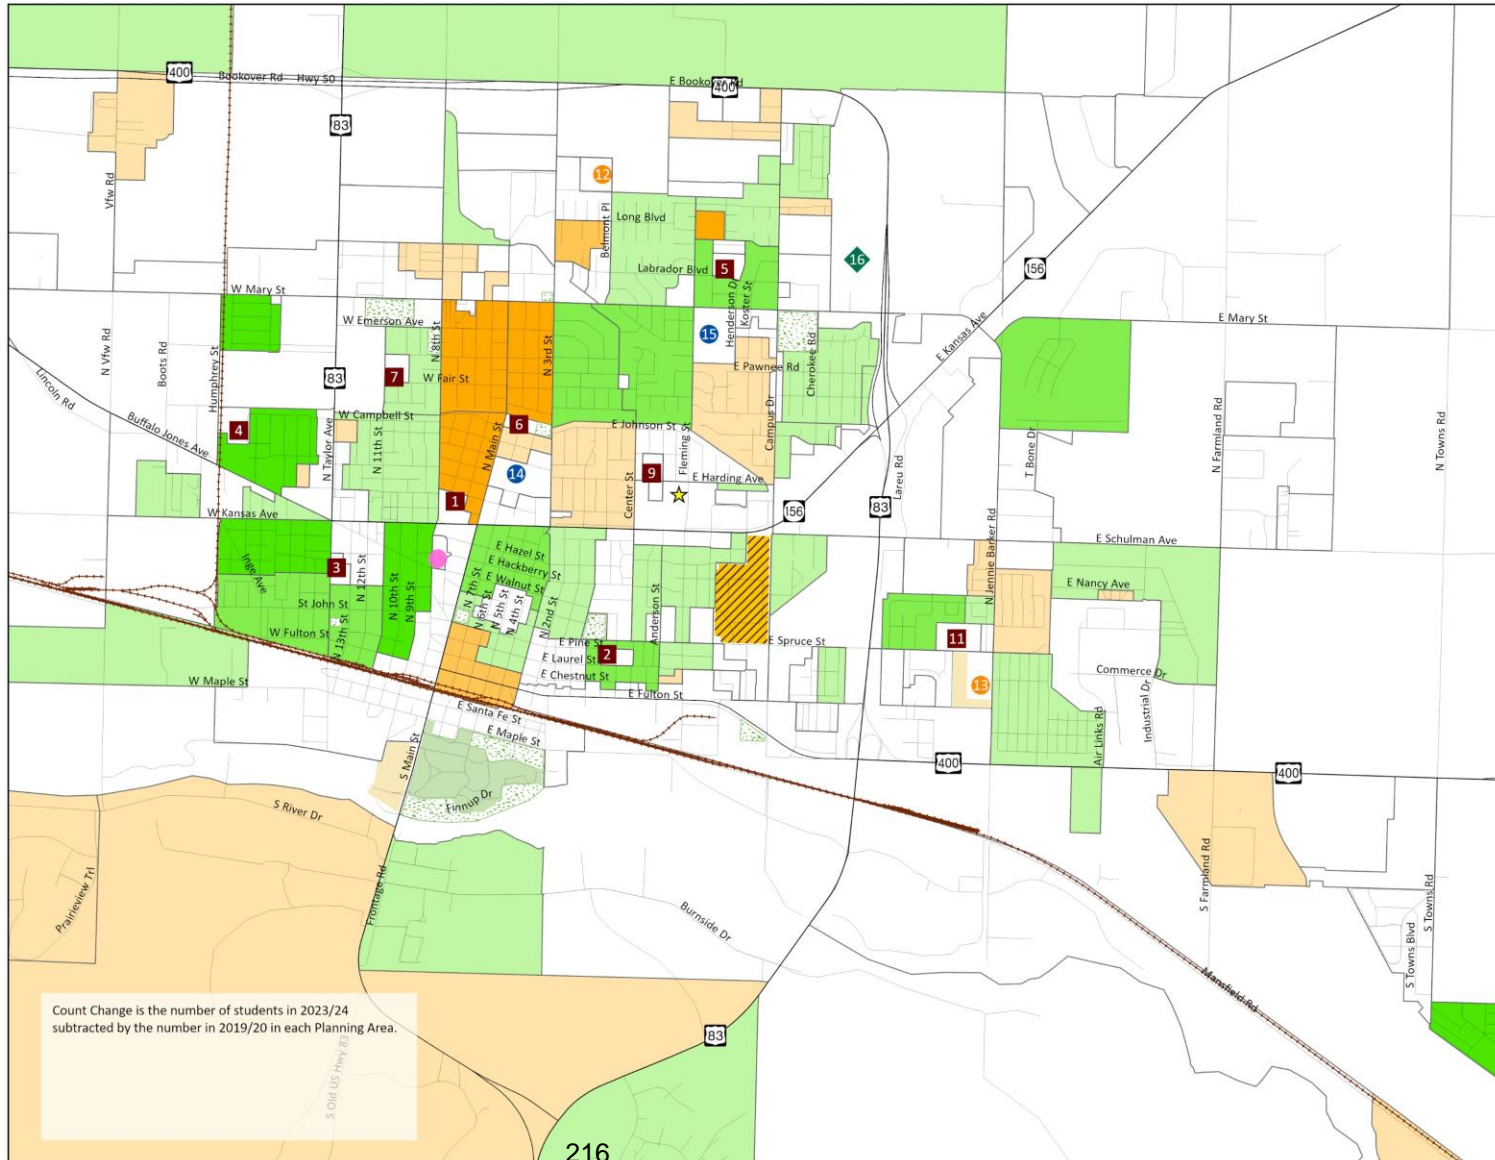 400
Bookover Rd Hwy 50
E Bookover Rd
400
83
Vfw Rd
12
Belmont Pl
Long Blvd
16
Labrador Blvd
5
Henderson Dr
Koster St
156
W Mary St
E Mary St
W Emerson Ave
N 8th St
N 3rd St
15
E Kansas Ave
N Vfw Rd
Boots Rd
Humphrey St
83
7
W Fair St
E Pawnee Rd
Cherokee Rd
Lincoln Rd
Buffalo Jones Ave
4
N Taylor Ave
W Campbell St
N 11th St
N Main St
6
E Johnson St
Fleming St
Campus Dr
T Bone Dr
N Farmland Rd
N Towns Rd
14
9
E Harding Ave
Center St
Lareu Rd
1
156
83
W Kansas Ave
N Jennie Barker Rd
E Schulman Ave
Inge Ave
3
N 12th St
N 10th St
N 9th St
E Hazel St
E Hackberry St
E Walnut St
N 7th St
N 6th St
N 5th St
N 4th St
N 2nd St
Anderson St
E Nancy Ave
St John St
W Fulton St
N 13th St
E Pine St
2
E Spruce St
11
E Laurel St
E Chestnut St
W Maple St
E Fulton St
13
Commerce Dr
Industrial Dr
Air Links Rd
E Santa Fe St
E Maple St
S Main St
400
400
Finnup Dr
S River Dr
Prairieview Trl
Frontage Rd
Burnside Dr
S Farmland Rd
S Towns Rd
S Towns Blvd
Mansfield Rd
Count Change is the number of students in 2023/24
subtracted by the number in 2019/20 in each Planning Area.
S Old US Hwy 83
83
216